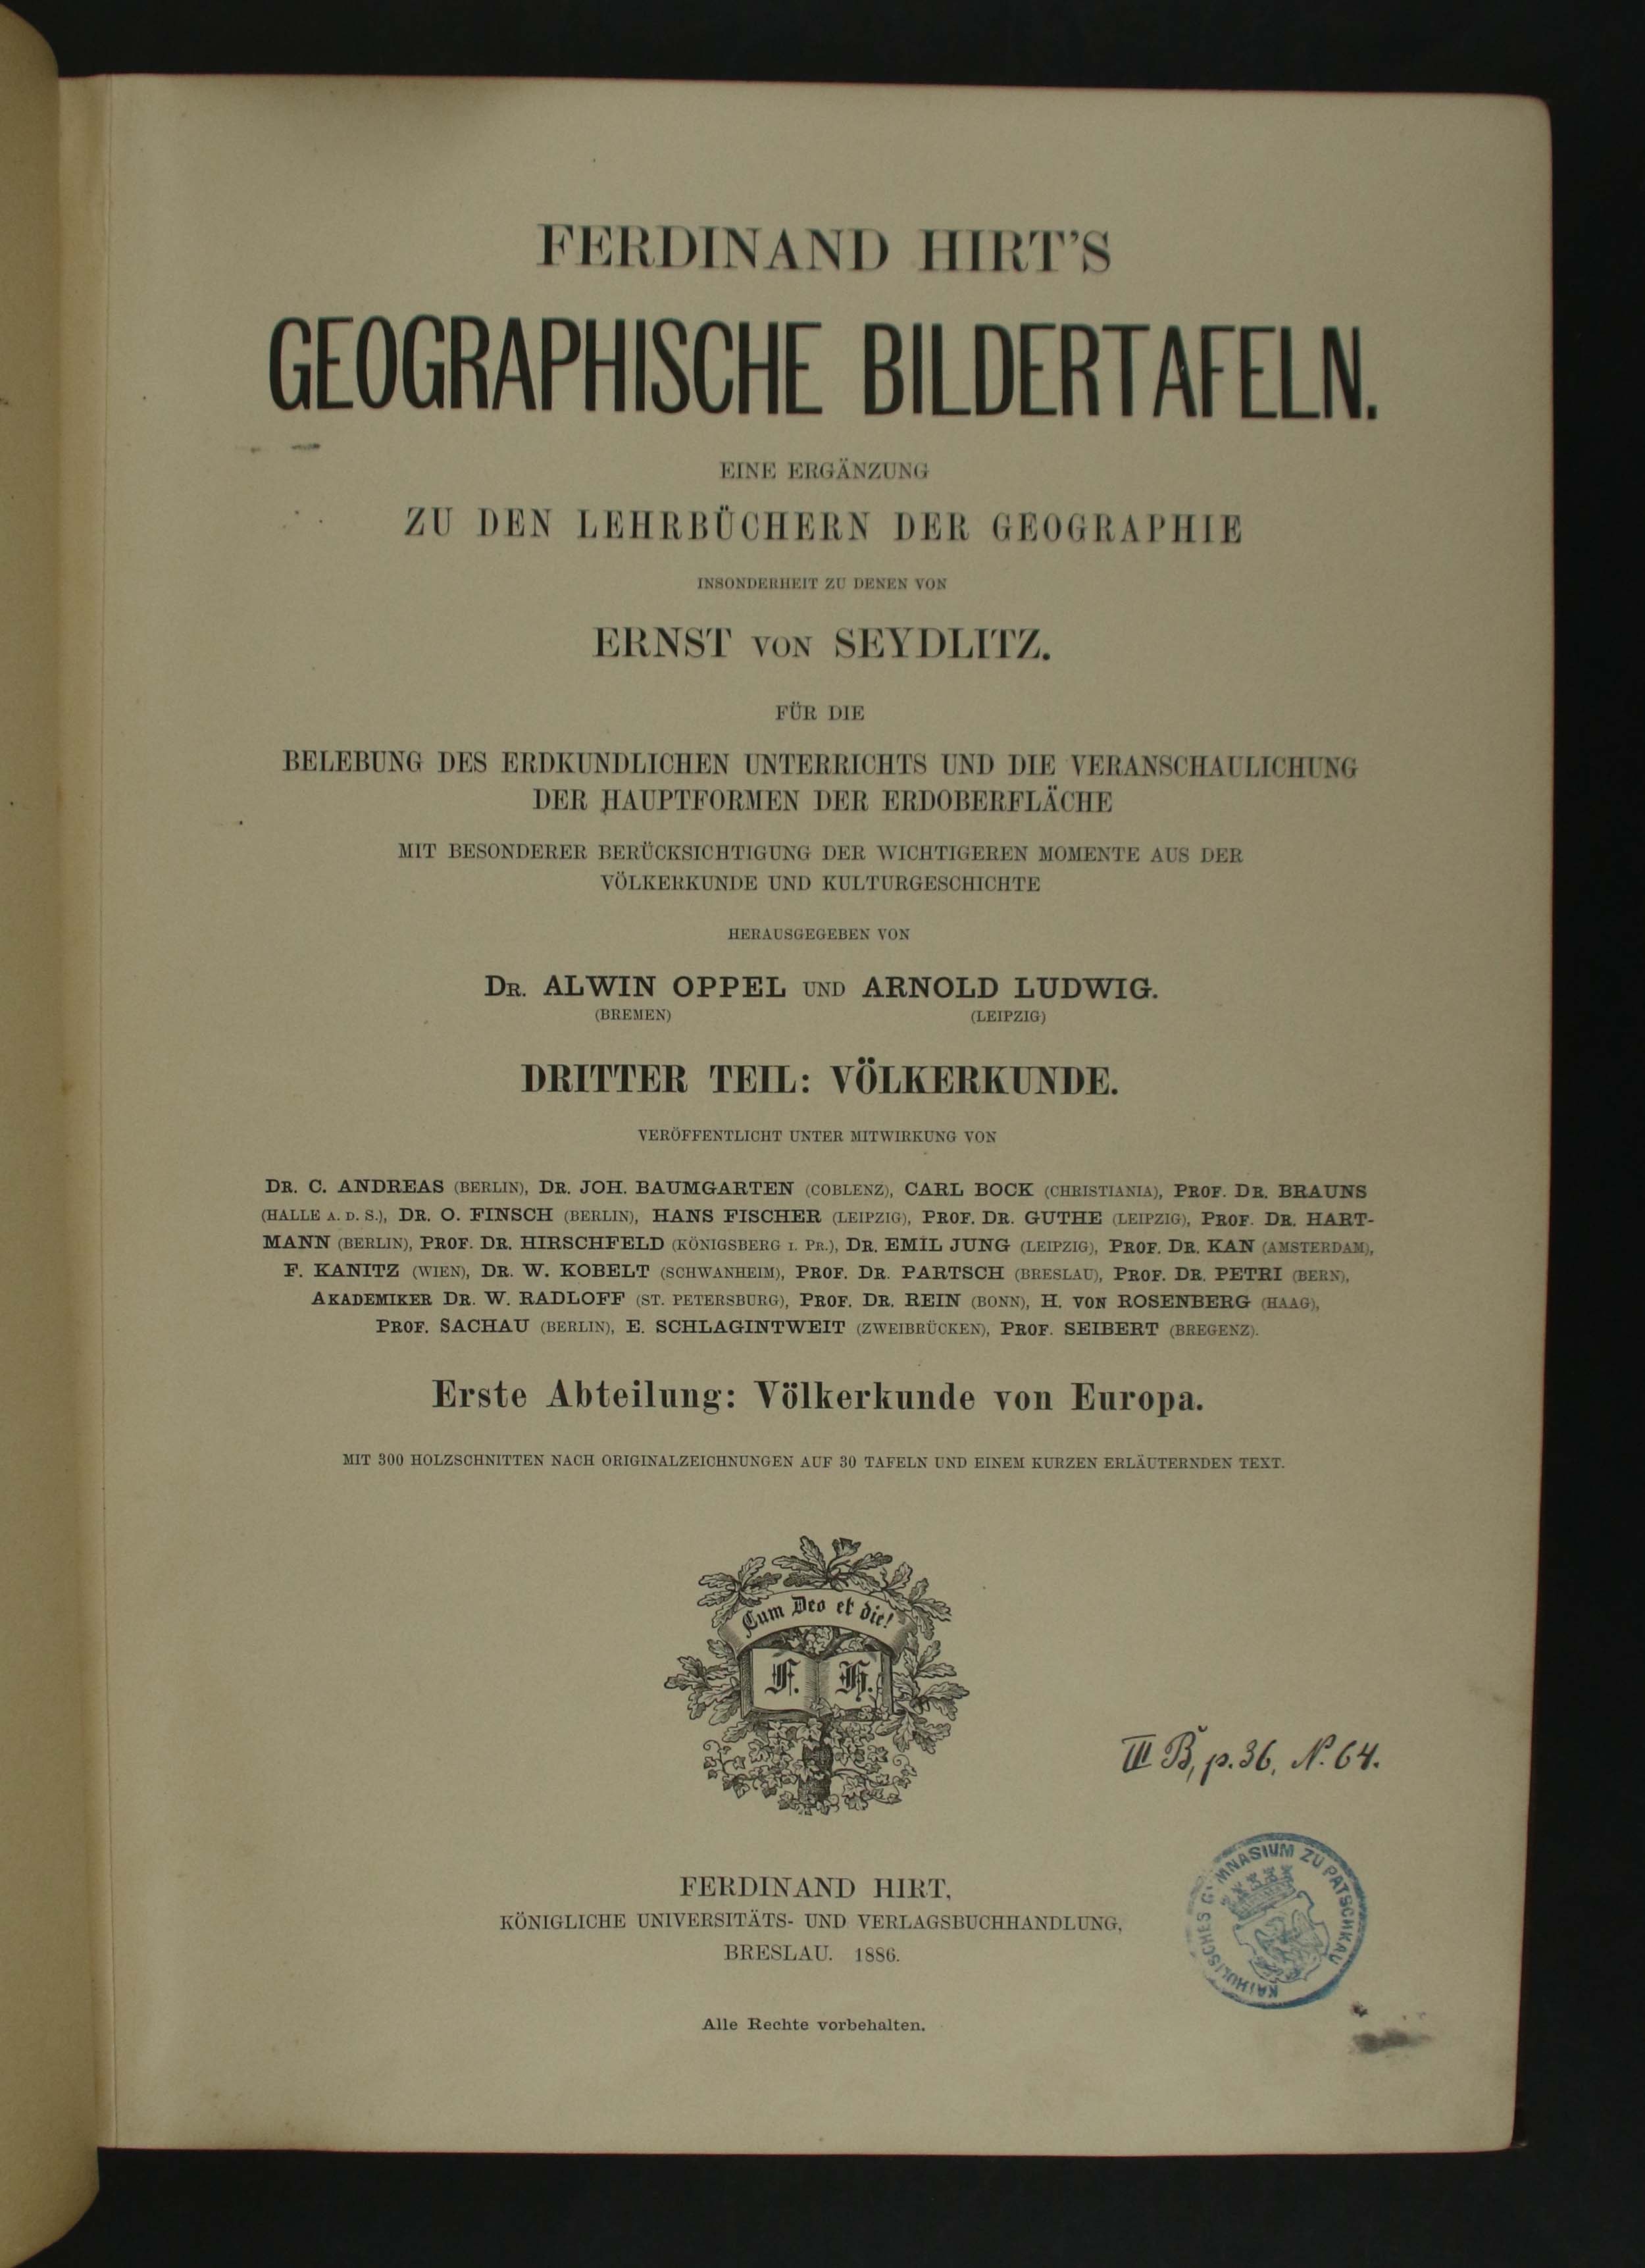 FERDINAND HIRT'S
GEOGRAPHISCHE BILDERTAFELN.
EINE ERGÄNZUNG
ZU DEN LEHRBÜCHERN DER GEOGRAPHIE
INSONDERHEIT ZU DENEN VON
ERNST VON SEYDLITZ.
FÜR DIE
BELEBUNG DES ERDKUNDLICHEN UNTERRICHTS UND DIE VERANSCHAULICHUNG
DER HAUPTFORMEN DER ERDOBERFLÄCHE
MIT BESONDERER BERÜCKSICHTIGUNG DER WICHTIGEREN MOMENTE AUS DER
VÖLKERKUNDE UND KULTURGESCHICHTE
HERAUSGEGEBEN VON
DR. ALWIN OPPEL UND ARNOLD LUDWIG.
(BREMEN) (LEIPZIG)
DRITTER TEIL: VÖLKERKUNDE.
VERÖFFENTLICHT UNTER MITWIRKUNG VON
DR. C. ANDREAS (BERLIN), DR. JOH. BAUMGARTEN (COBLENZ), CARL BOCK (CHRISTIANIA), PROF. DR. BRAUNS
(HALLE A. D. S.), DR. O. FINSCH (BERLIN), HANS FISCHER (LEIPZIG), PROF. DR. GUTHE (LEIPZIG), PROF. DR. HART-
MANN (BERLIN), PROF. DR. HIRSCHFELD (KÖNIGSBERG I. PR.), DR. EMIL JUNG (LEIPZIG), PROF. DR. KAN (AMSTERDAM),
F. KANITZ (WIEN), DR. W. KOBELT (SCHWANHEIM), PROF. DR. PARTSCH (BRESLAU), PROF. DR. PETRI (BERN),
AKADEMIKER DR. W. RADLOFF (ST. PETERSBURG), PROF. DR. REIN (BONN), H. VON ROSENBERG (HAAG),
PROF. SACHAU (BERLIN), E. SCHLAGINTWEIT (ZWEIBRÜCKEN), PROF. SEIBERT (BREGENZ).
Erste Abteilung: Völkerkunde von Europa.
MIT 300 HOLZSCHNITTEN NACH ORIGINALZEICHNUNGEN AUF 30 TAFELN UND EINEM KURZEN ERLÄUTERNDEN TEXT.
Cum Deo et die!
F. H.
III B, p. 36, N. 64.
KATHOLISCHES GYMNASIUM ZU PATSCHKAU
FERDINAND HIRT,
KÖNIGLICHE UNIVERSITÄTS- UND VERLAGSBUCHHANDLUNG,
BRESLAU. 1886.
Alle Rechte vorbehalten.